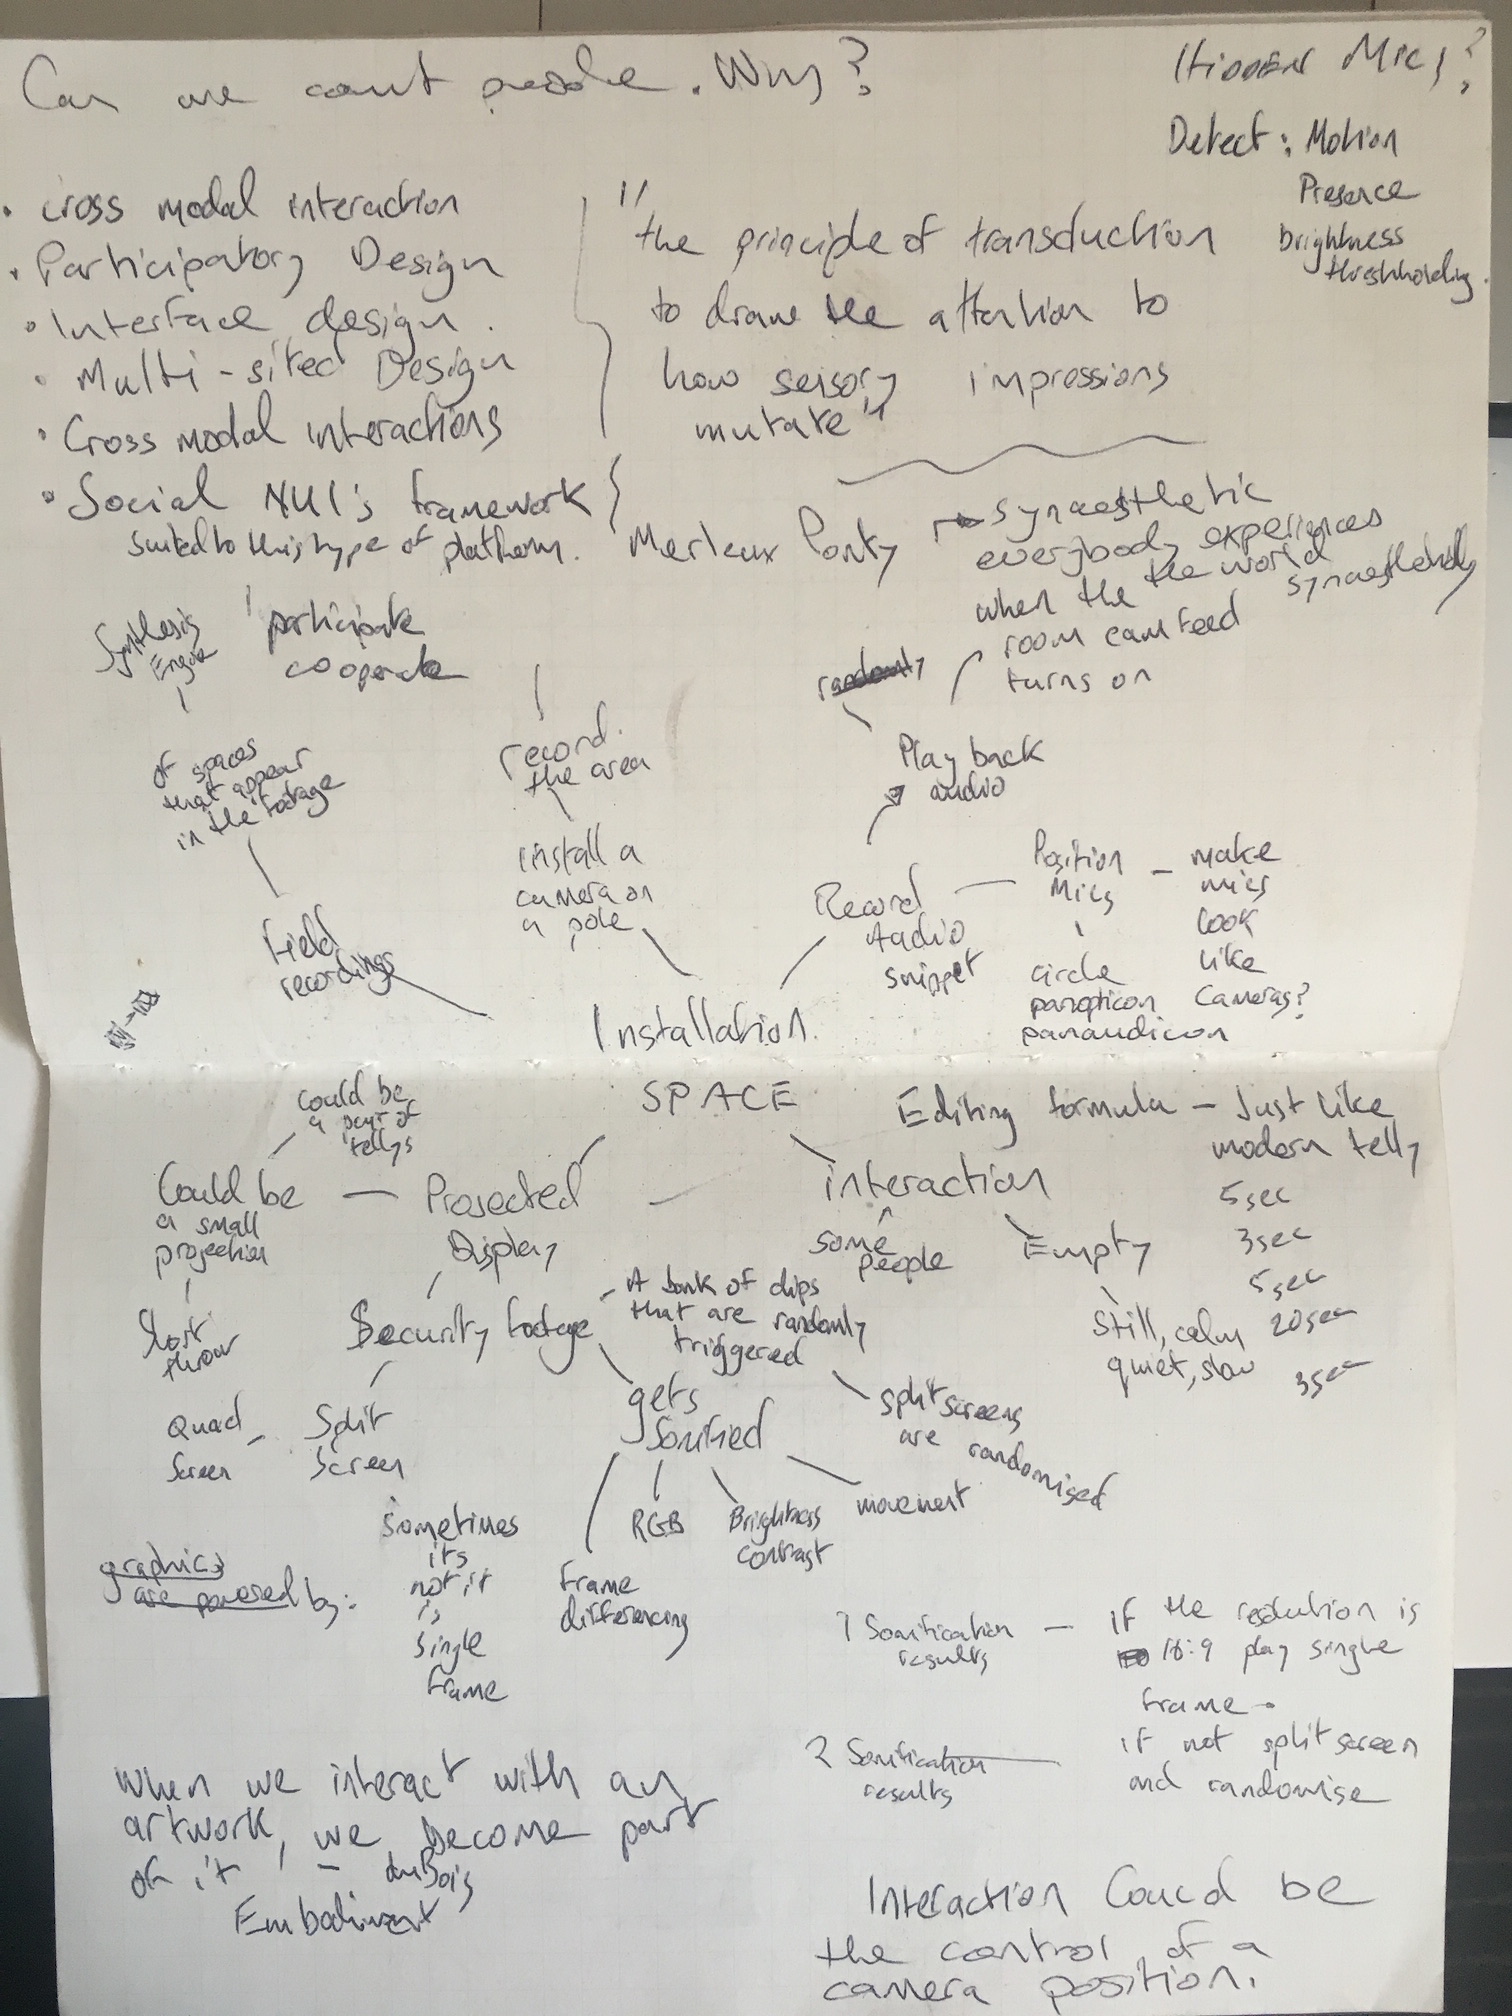 Can we count people. Why?
Hidden Mics?
Detect: Motion
Presence
brightness
threshholding.
• cross modal interaction
• Participatory Design
• Interface design.
• Multi-sited Design
• Cross modal interactions
• Social NUI's framework
suited to this type of platform.
"the principle of transduction
to draw the attention to
how sensory impressions
mutate"
Merleux Ponty → synaesthetic
everybody experiences
the world
synaesthetically
when the
room cam feed
turns on
Synthesis
Engine
participate
cooperate
randomly
of spaces
that appear
in the footage
record.
the area
Play back
audio
install a
camera on
a pole
Record
Audio
snippet
Position
Mics
make
mics
look
like
Cameras?
circle
panopticon
panaudicon
field
recordings
Installation.
SPACE
Could be
a pair of
tellys
Editing formula - Just like
modern telly
5sec
3sec
5sec
20sec
3sec
Could be
a small
projection
Projected
Display
interaction
some
people
Empty
still, calm
quiet, slow
short
throw
Security footage
A bank of clips
that are randomly
triggered
gets
Sonified
split screens
are randomised
Quad
Screen
Split
Screen
sometimes
its
not it
is
single
frame
RGB
Brightness
contrast
movement
frame
differencing
graphics
are powered by:
1 Sonification
results
— if the resolution is
16:9 play single
frame -
if not split screen
and randomise
2 Sonification
results
When we interact with an
artwork, we become part
of it - duBois
Embodiment
Interaction Could be
the control of a
camera position.